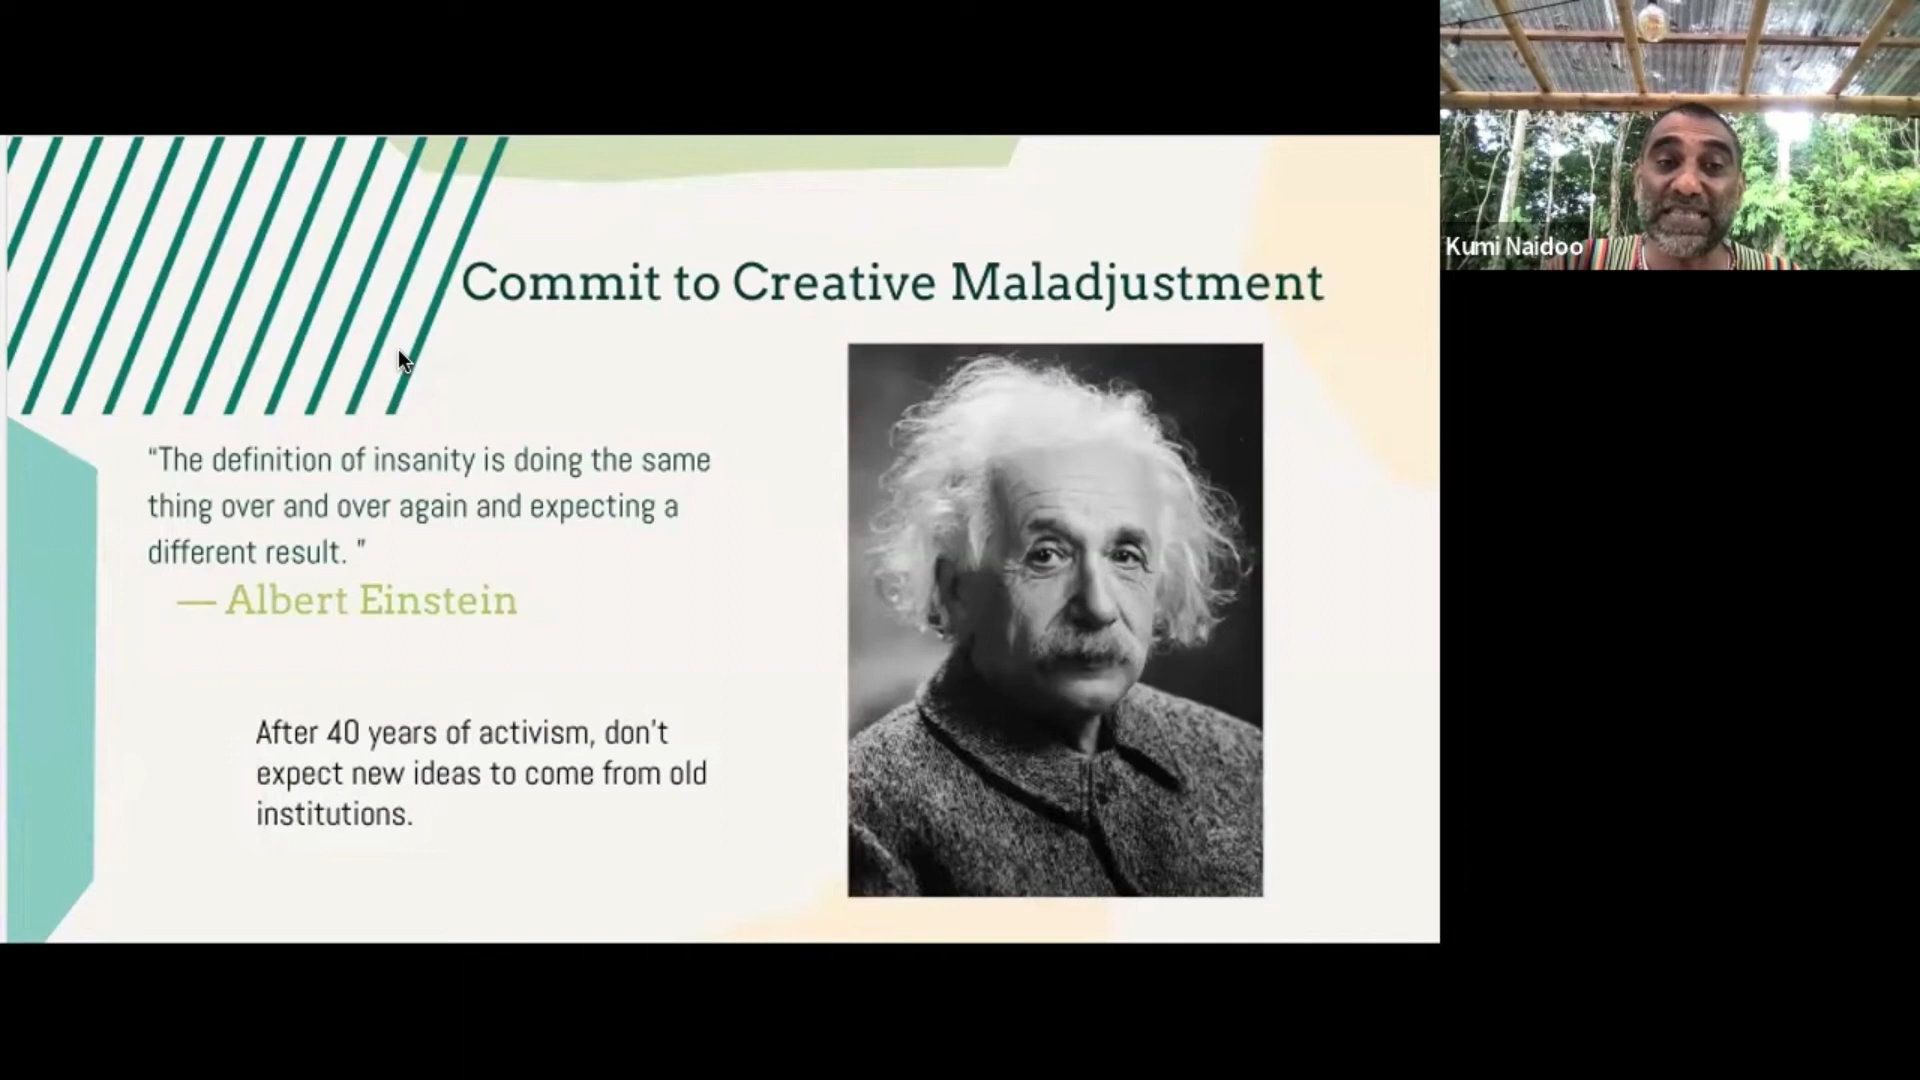 Commit to Creative Maladjustment
“The definition of insanity is doing the same
thing over and over again and expecting a
different result. ”
— Albert Einstein
After 40 years of activism, don't
expect new ideas to come from old
institutions.
Kumi Naidoo